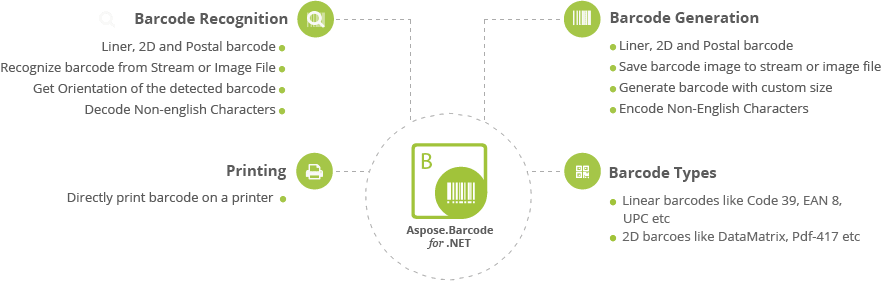 Barcode Recognition
Liner, 2D and Postal barcode
Recognize barcode from Stream or Image File
Get Orientation of the detected barcode
Decode Non-english Characters
Barcode Generation
Liner, 2D and Postal barcode
Save barcode image to stream or image file
Generate barcode with custom size
Encode Non-English Characters
Printing
Directly print barcode on a printer
B
Aspose.Barcode
for .NET
Barcode Types
Linear barcodes like Code 39, EAN 8,
UPC etc
2D barcoes like DataMatrix, Pdf-417 etc